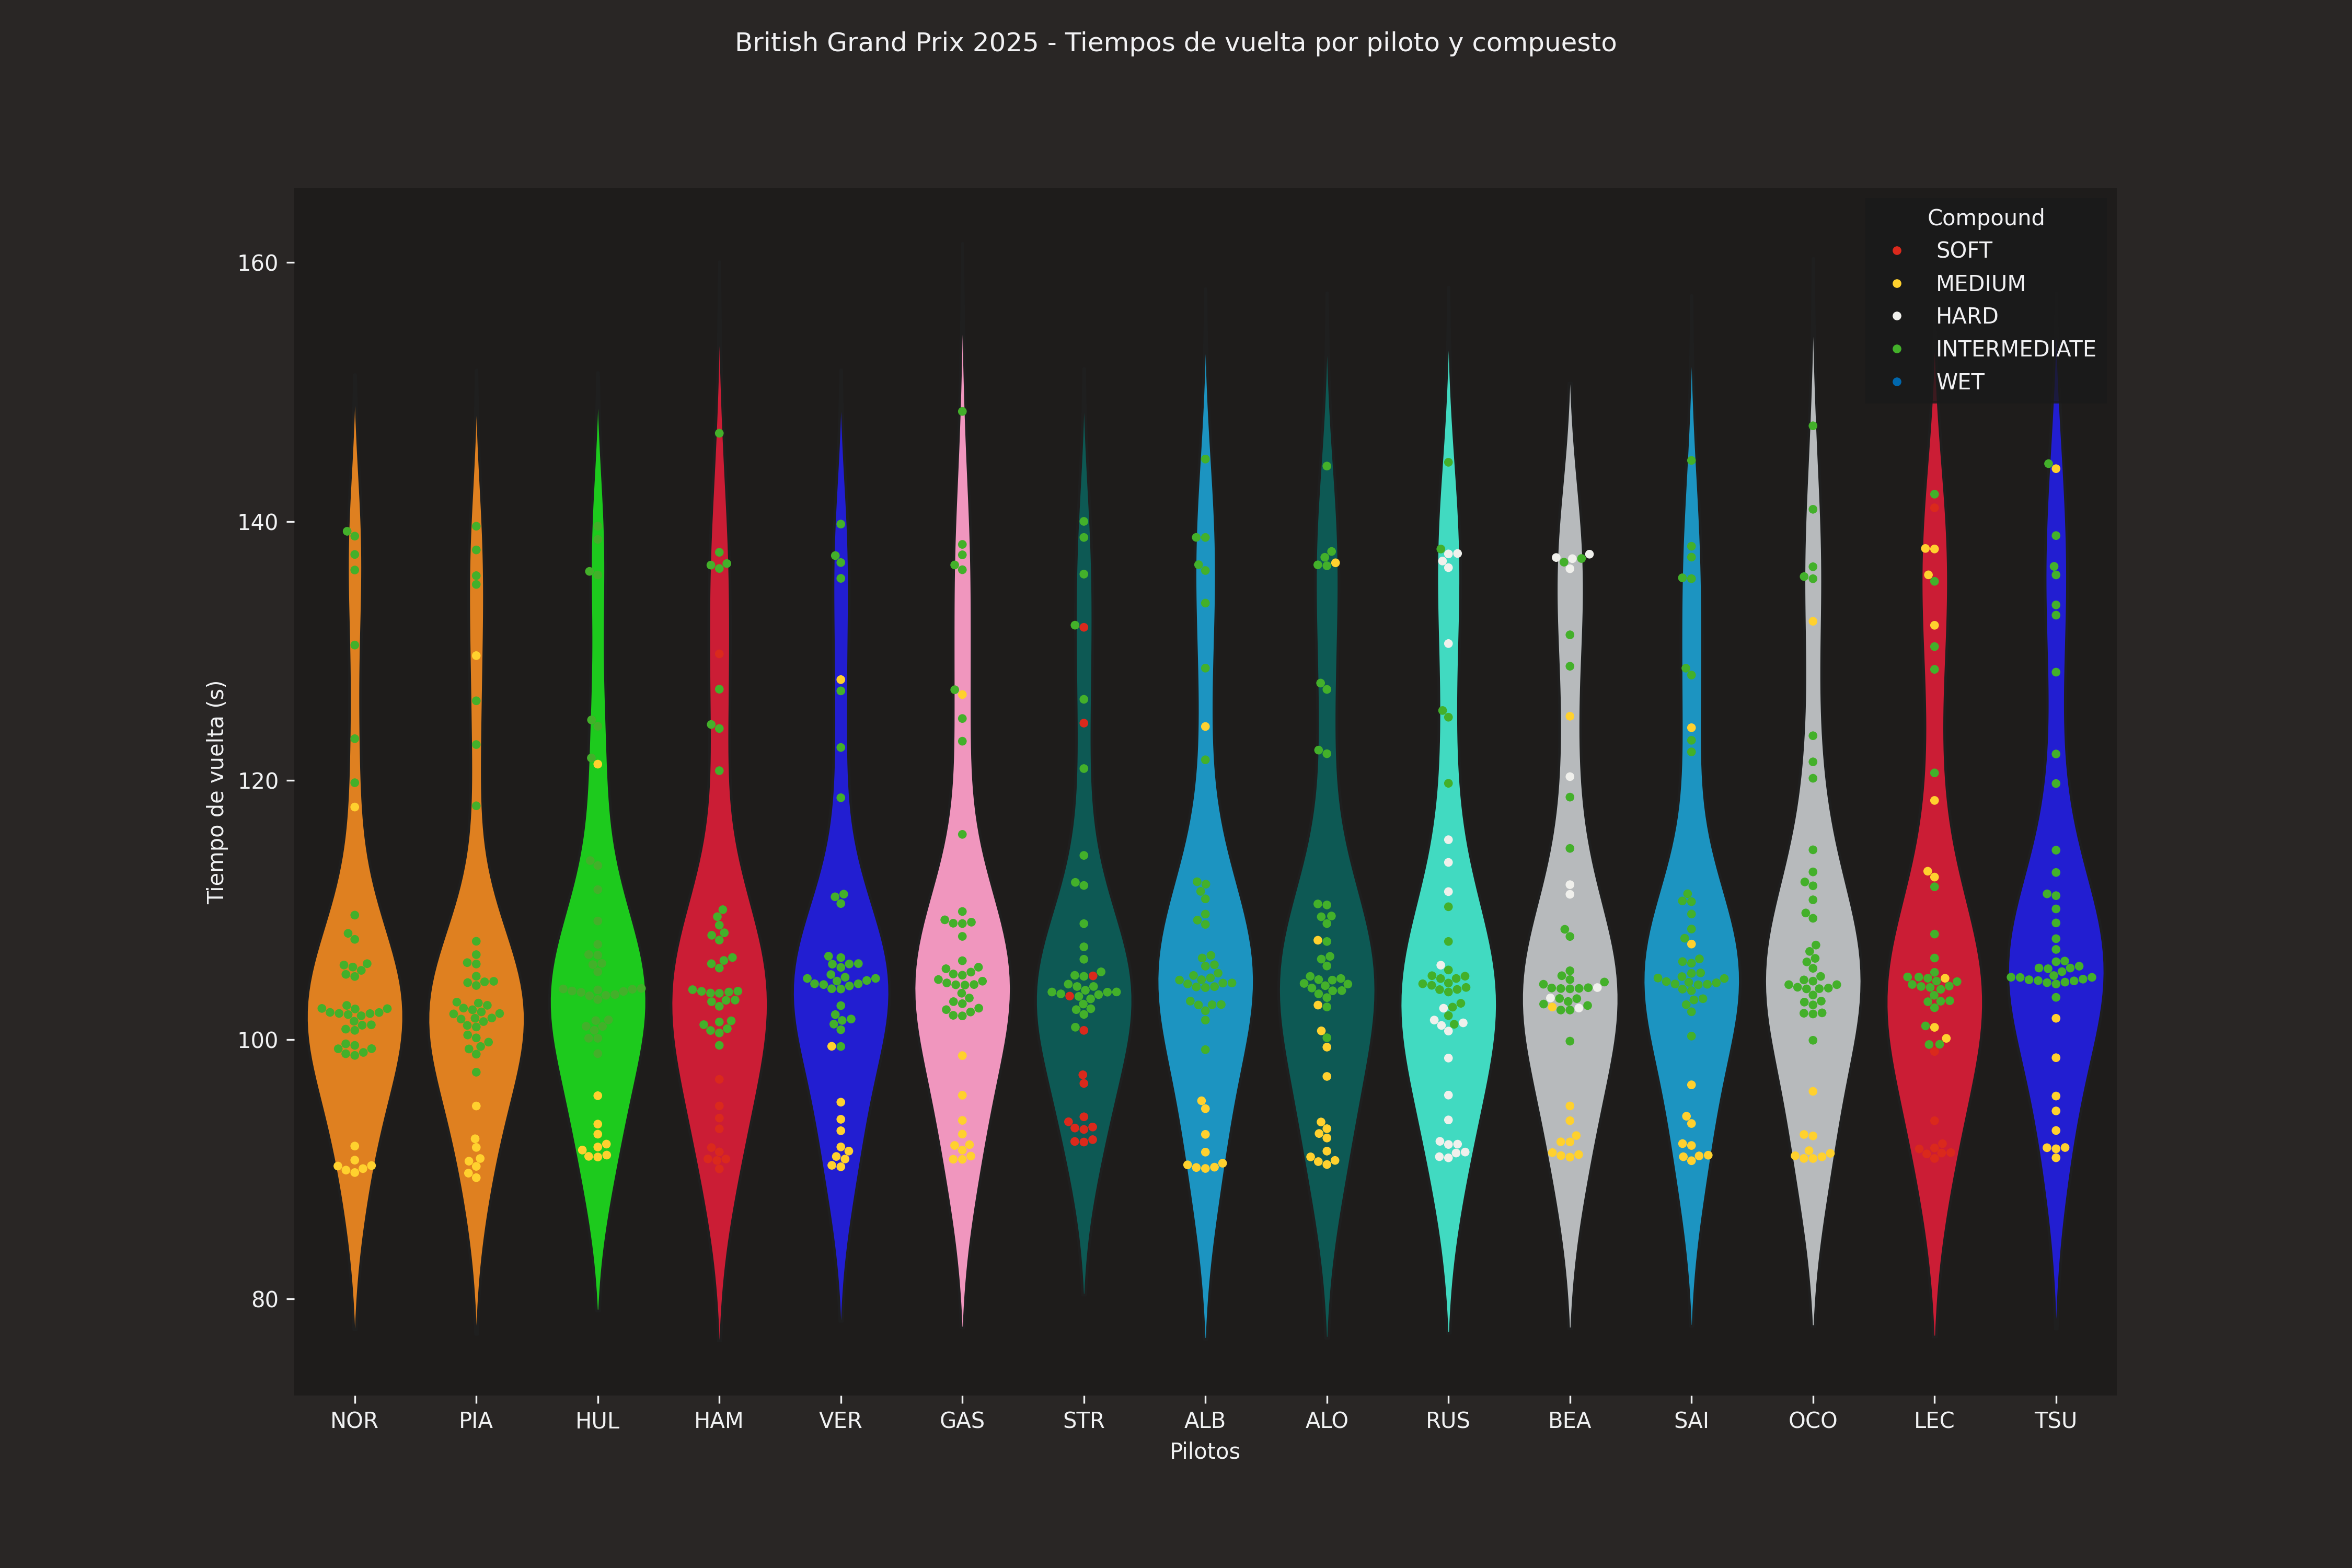 British Grand Prix 2025 - Tiempos de vuelta por piloto y compuesto
Compound
SOFT
MEDIUM
HARD
INTERMEDIATE
WET
Tiempo de vuelta (s)
160
140
120
100
80
NOR PIA HUL HAM VER GAS STR ALB ALO RUS BEA SAI OCO LEC TSU
Pilotos